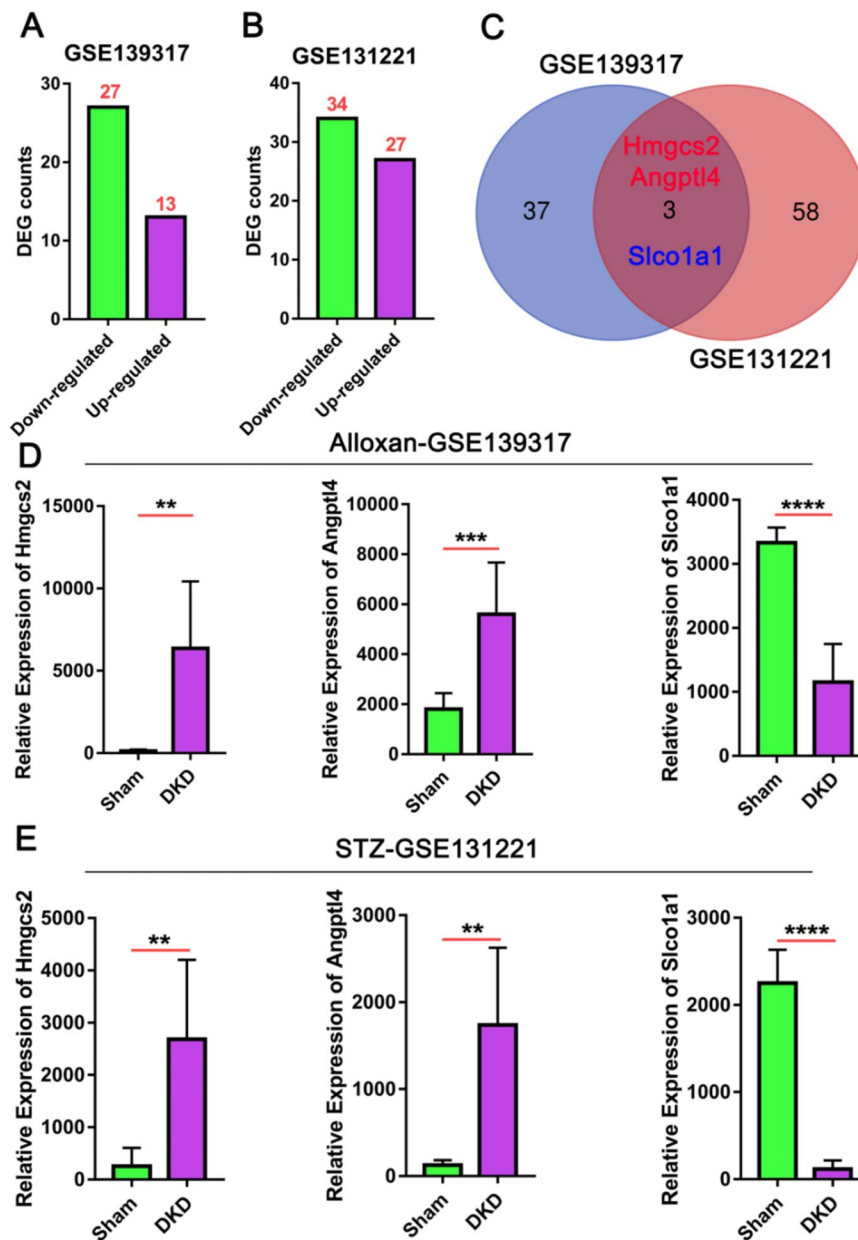 A
GSE139317
DEG counts
30
20
10
0
27
13
Down-regulated
Up-regulated
B
GSE131221
DEG counts
40
30
20
10
0
34
27
Down-regulated
Up-regulated
C
GSE139317
Hmgcs2
Angptl4
37
3
58
Slco1a1
GSE131221
D
Alloxan-GSE139317
Relative Expression of Hmgcs2
15000
10000
5000
0
**
Sham
DKD
Relative Expression of Angptl4
10000
8000
6000
4000
2000
0
***
Sham
DKD
Relative Expression of Slco1a1
4000
3000
2000
1000
0
****
Sham
DKD
E
STZ-GSE131221
Relative Expression of Hmgcs2
5000
4000
3000
2000
1000
0
**
Sham
DKD
Relative Expression of Angptl4
3000
2000
1000
0
**
Sham
DKD
Relative Expression of Slco1a1
3000
2000
1000
0
****
Sham
DKD